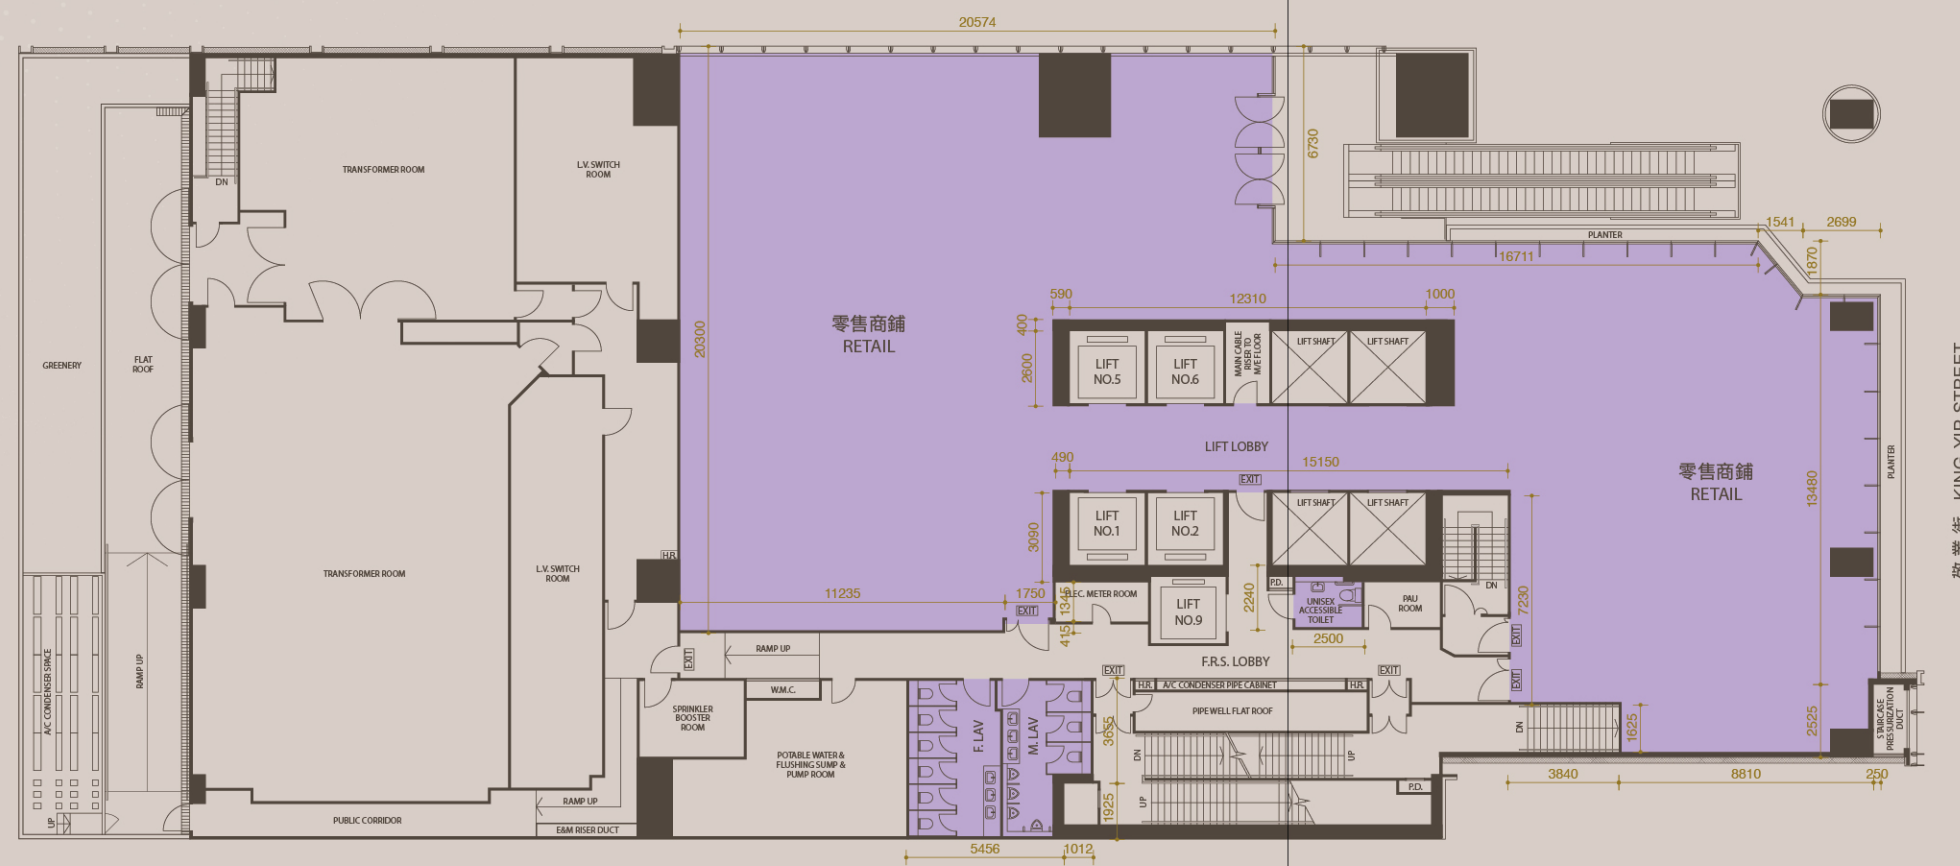 20574
6730
1541
2699
1870
PLANTER
16711
TRANSFORMER ROOM
L.V. SWITCH
ROOM
DN
590
12310
1000
400
2600
20300
零售商鋪
RETAIL
LIFT
NO.5
LIFT
NO.6
MAIN CABLE
RISER TO
M/E FLOOR
LIFT SHAFT
LIFT SHAFT
GREENERY
FLAT
ROOF
LIFT LOBBY
490
15150
EXIT
零售商鋪
RETAIL
13480
PLANTER
KING YIP STREET
敬業街
3090
LIFT
NO.1
LIFT
NO.2
LIFT SHAFT
LIFT SHAFT
H.R.
TRANSFORMER ROOM
L.V. SWITCH
ROOM
DN
11235
1750
EXIT
1345
415
ELEC. METER ROOM
LIFT
NO.9
2240
P.D.
UNISEX
ACCESSIBLE
TOILET
PAU
ROOM
7230
2500
EXIT
EXIT
A/C CONDENSER SPACE
RAMP UP
EXIT
RAMP UP
F.R.S. LOBBY
EXIT
EXIT
W.M.C.
H.R.
A/C CONDENSER PIPE CABINET
H.R.
SPRINKLER
BOOSTER
ROOM
PIPE WELL FLAT ROOF
F. LAV
M. LAV
3655
DN
UP
DN
1625
2525
STAIRCASE
PRESSURIZATION
DUCT
POTABLE WATER &
FLUSHING SUMP &
PUMP ROOM
3840
8810
250
P.D.
UP
1925
RAMP UP
UP
PUBLIC CORRIDOR
E&M RISER DUCT
5456
1012